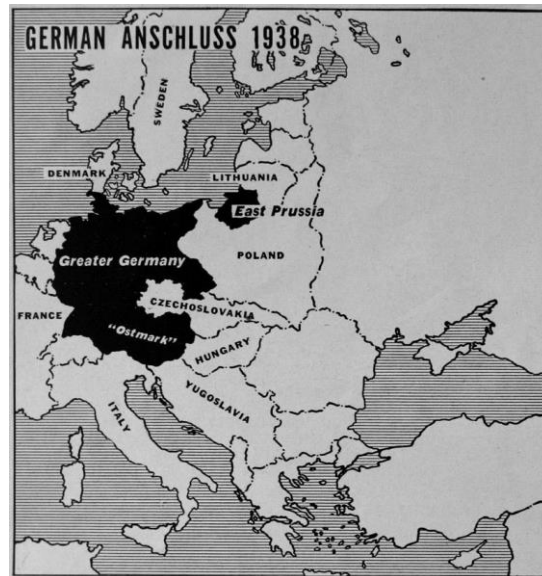 GERMAN ANSCHLUSS 1938
SWEDEN
DENMARK
LITHUANIA
East Prussia
Greater Germany
POLAND
CZECHOSLOVAKIA
FRANCE
"Ostmark"
HUNGARY
YUGOSLAVIA
ITALY